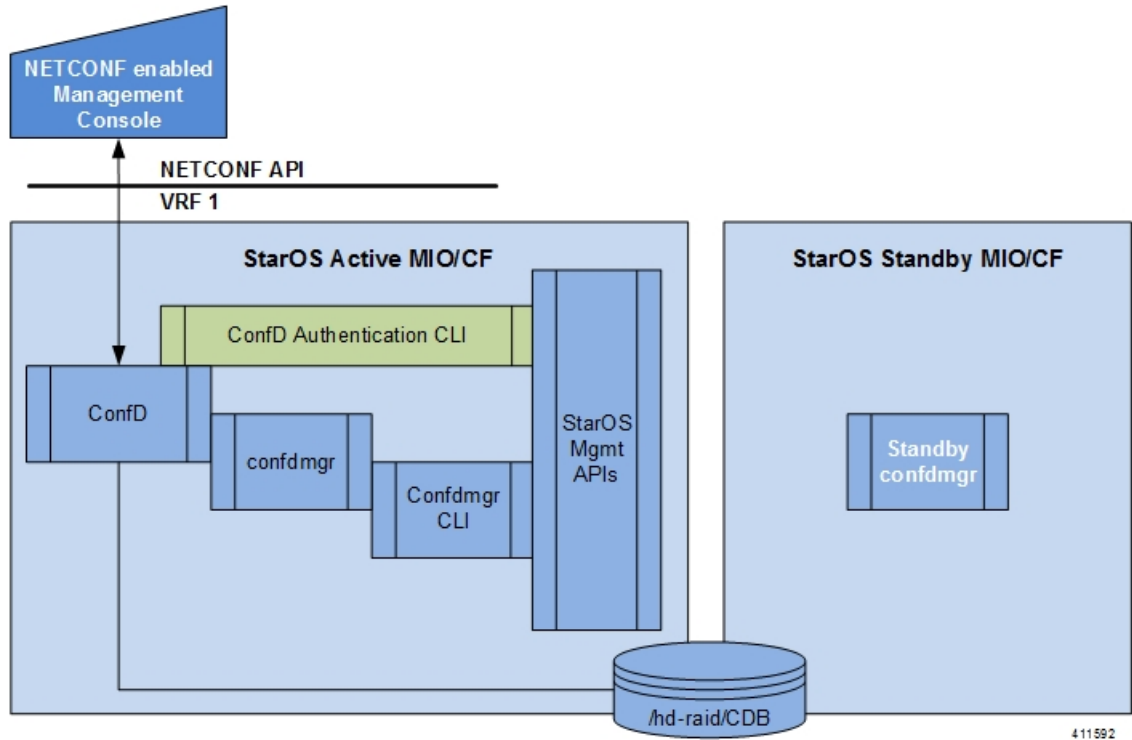 NETCONF enabled
Management
Console
NETCONF API
VRF 1
StarOS Active MIO/CF
StarOS Standby MIO/CF
ConfD Authentication CLI
ConfD
confdmgr
Confdmgr
CLI
StarOS
Mgmt
APIs
Standby
confdmgr
/hd-raid/CDB
411592